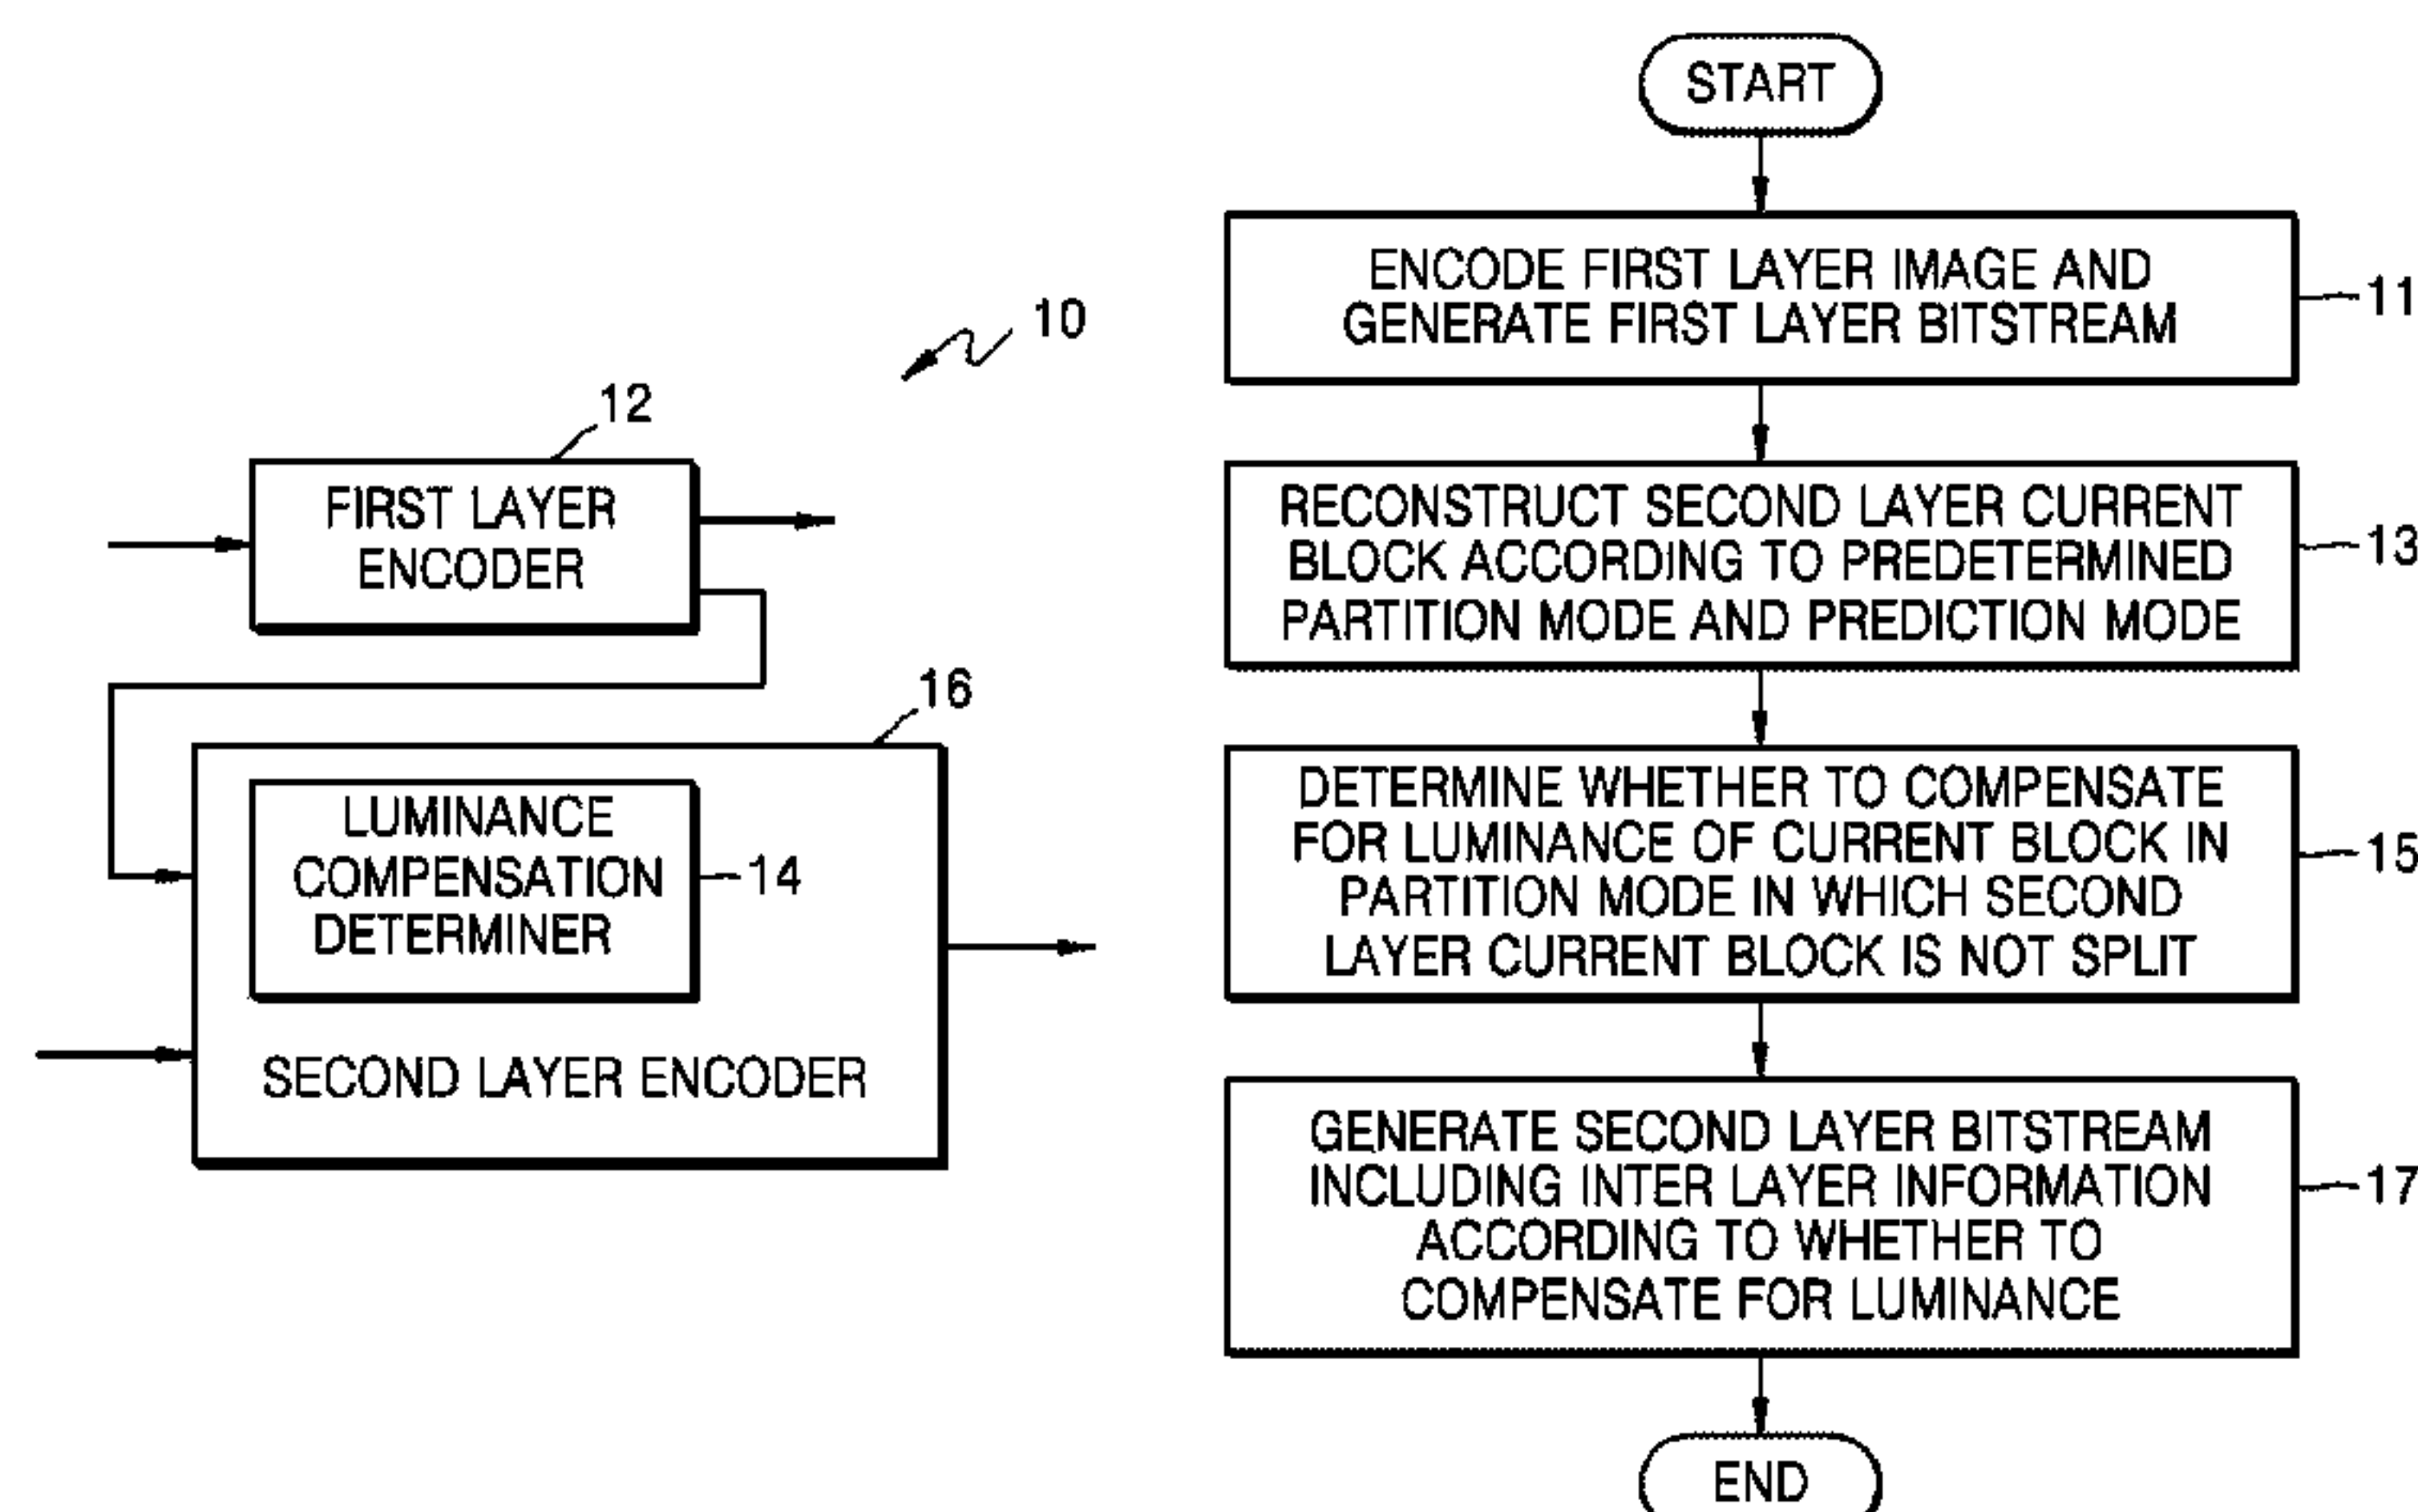 10
12
FIRST LAYER
ENCODER
16
LUMINANCE
COMPENSATION
DETERMINER
14
SECOND LAYER ENCODER
START
ENCODE FIRST LAYER IMAGE AND
GENERATE FIRST LAYER BITSTREAM
11
RECONSTRUCT SECOND LAYER CURRENT
BLOCK ACCORDING TO PREDETERMINED
PARTITION MODE AND PREDICTION MODE
13
DETERMINE WHETHER TO COMPENSATE
FOR LUMINANCE OF CURRENT BLOCK IN
PARTITION MODE IN WHICH SECOND
LAYER CURRENT BLOCK IS NOT SPLIT
15
GENERATE SECOND LAYER BITSTREAM
INCLUDING INTER LAYER INFORMATION
ACCORDING TO WHETHER TO
COMPENSATE FOR LUMINANCE
17
END